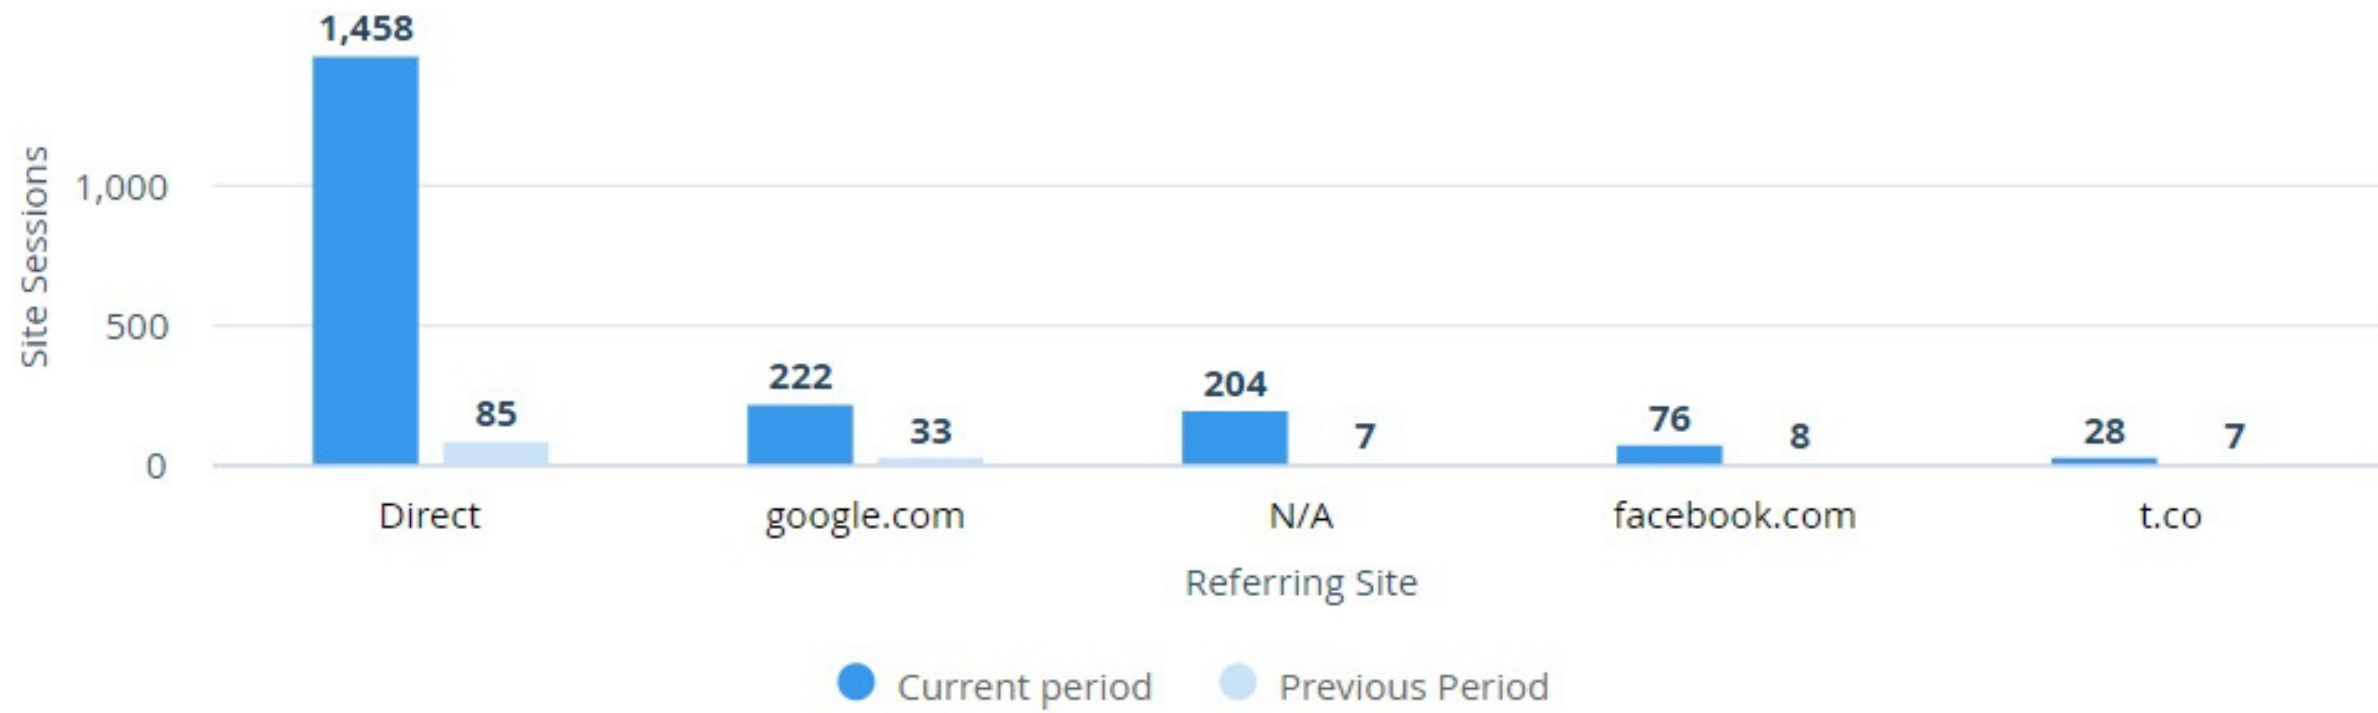 1,458
Site Sessions
1,000
500
222
204
85
33
7
76
8
28
7
0
Direct
google.com
N/A
facebook.com
t.co
Referring Site
Current period
Previous Period